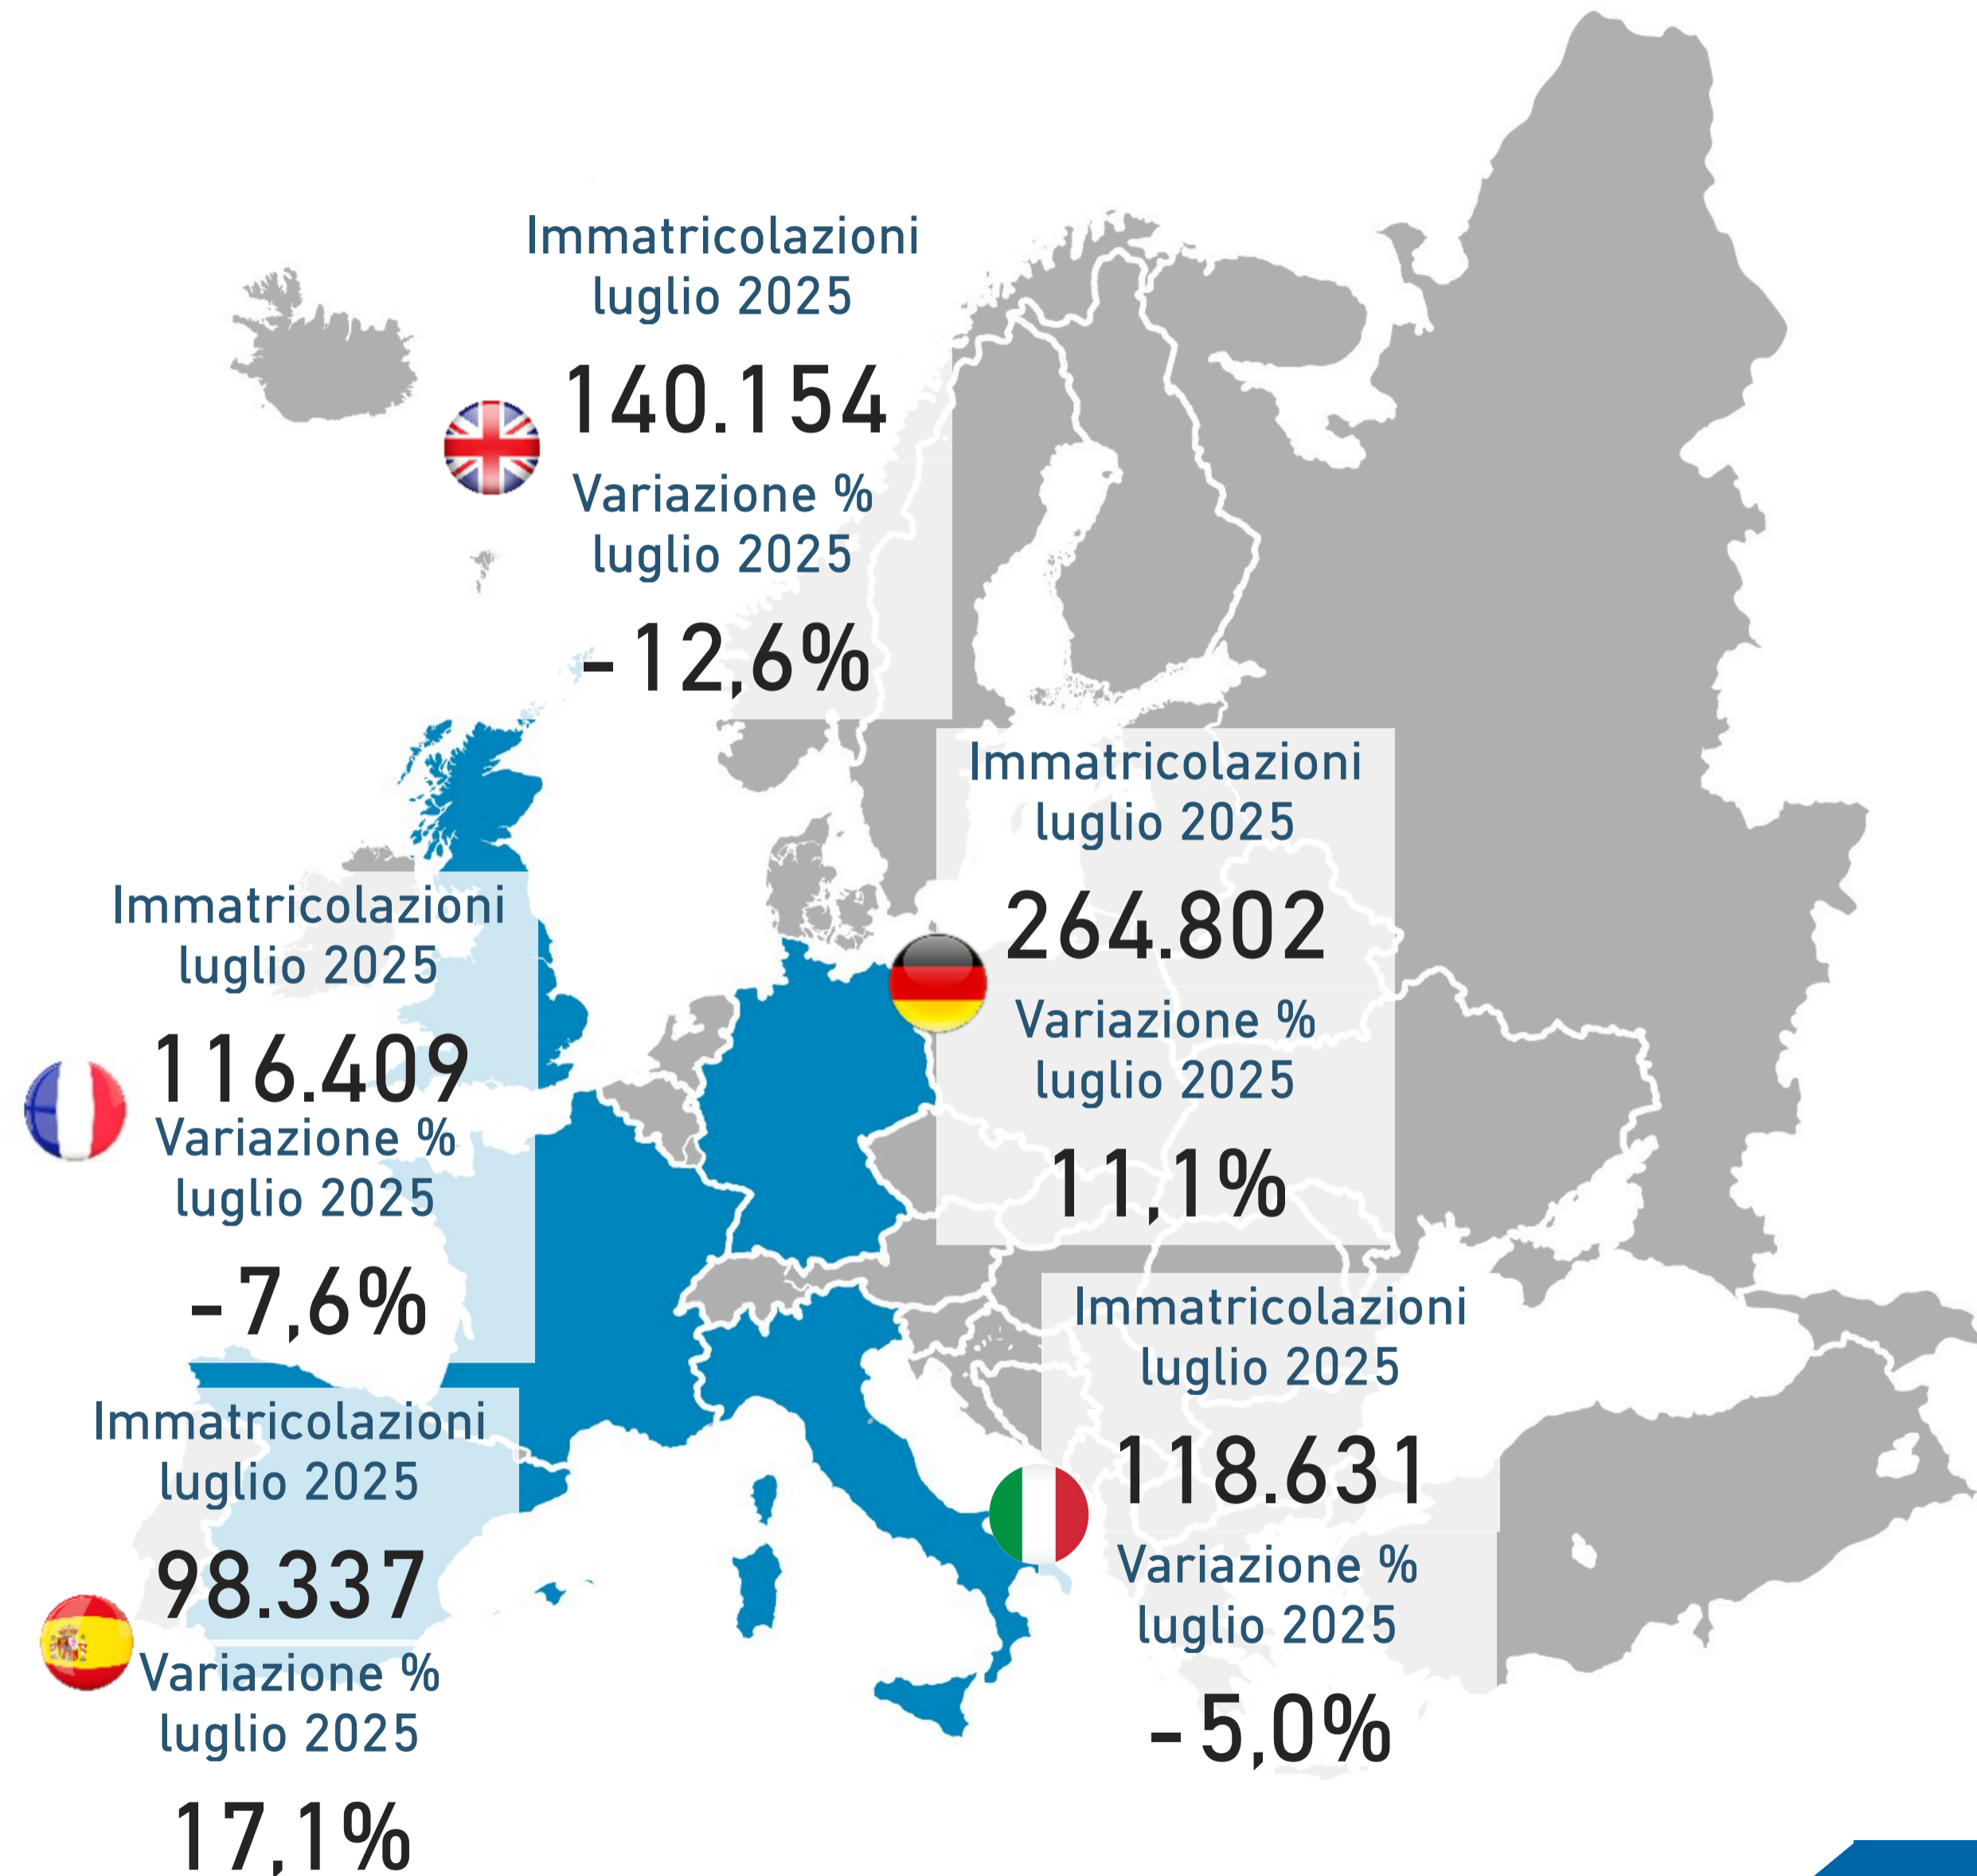 Immatricolazioni
luglio 2025
140.154
Variazione %
luglio 2025
-12,6%
Immatricolazioni
luglio 2025
264.802
Variazione %
luglio 2025
11,1%
Immatricolazioni
luglio 2025
116.409
Variazione %
luglio 2025
-7,6%
Immatricolazioni
luglio 2025
118.631
Variazione %
luglio 2025
-5,0%
Immatricolazioni
luglio 2025
98.337
Variazione %
luglio 2025
17,1%